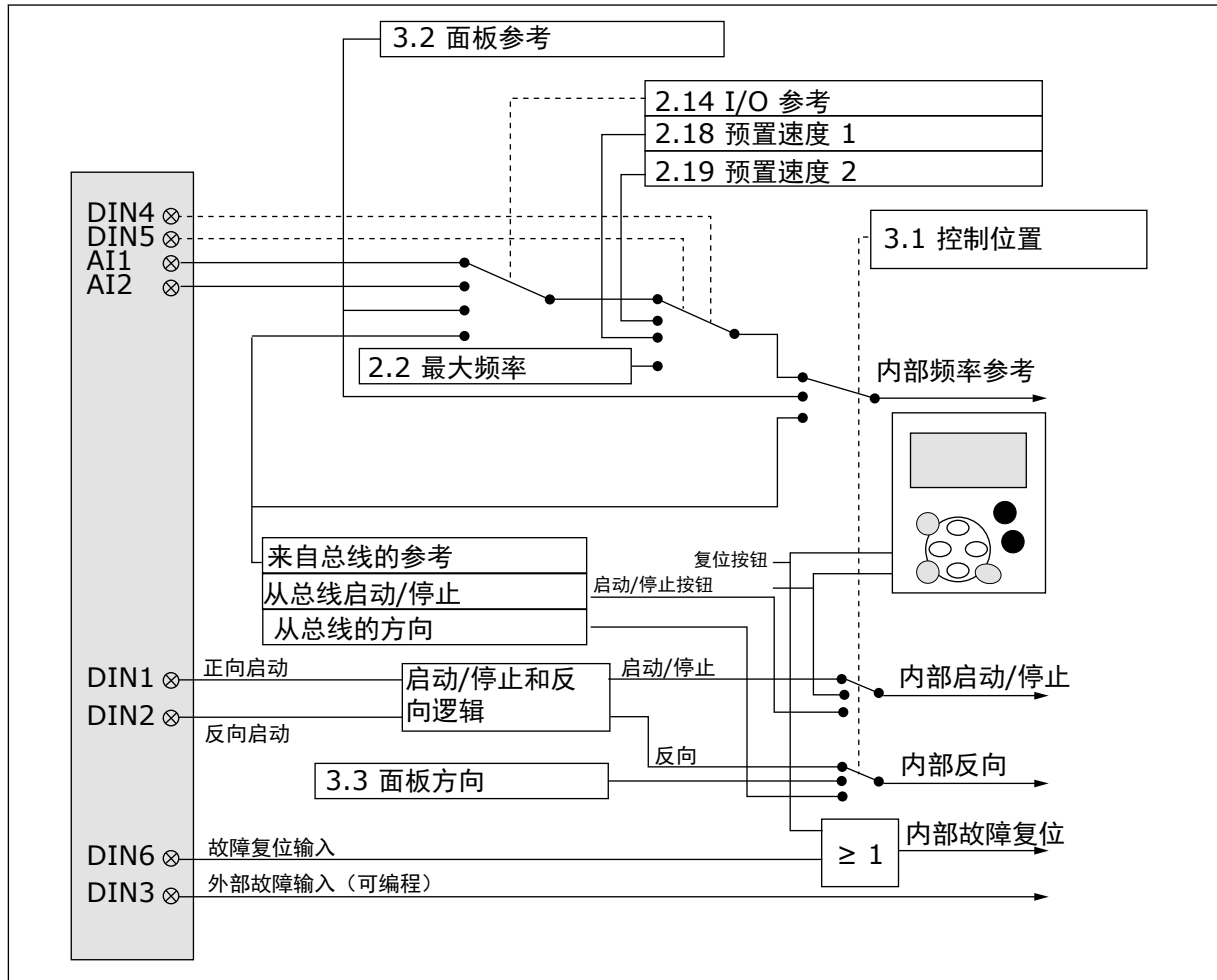 3.2 面板参考
2.14 I/O 参考
2.18 预置速度 1
2.19 预置速度 2
DIN4
DIN5
AI1
AI2
3.1 控制位置
2.2 最大频率
内部频率参考
来自总线的参考
从总线启动/停止
从总线的方向
复位按钮
启动/停止按钮
DIN1
正向启动
启动/停止和反
向逻辑
启动/停止
内部启动/停止
DIN2
反向启动
反向
内部反向
3.3 面板方向
DIN6
故障复位输入
≥ 1
内部故障复位
DIN3
外部故障输入（可编程）